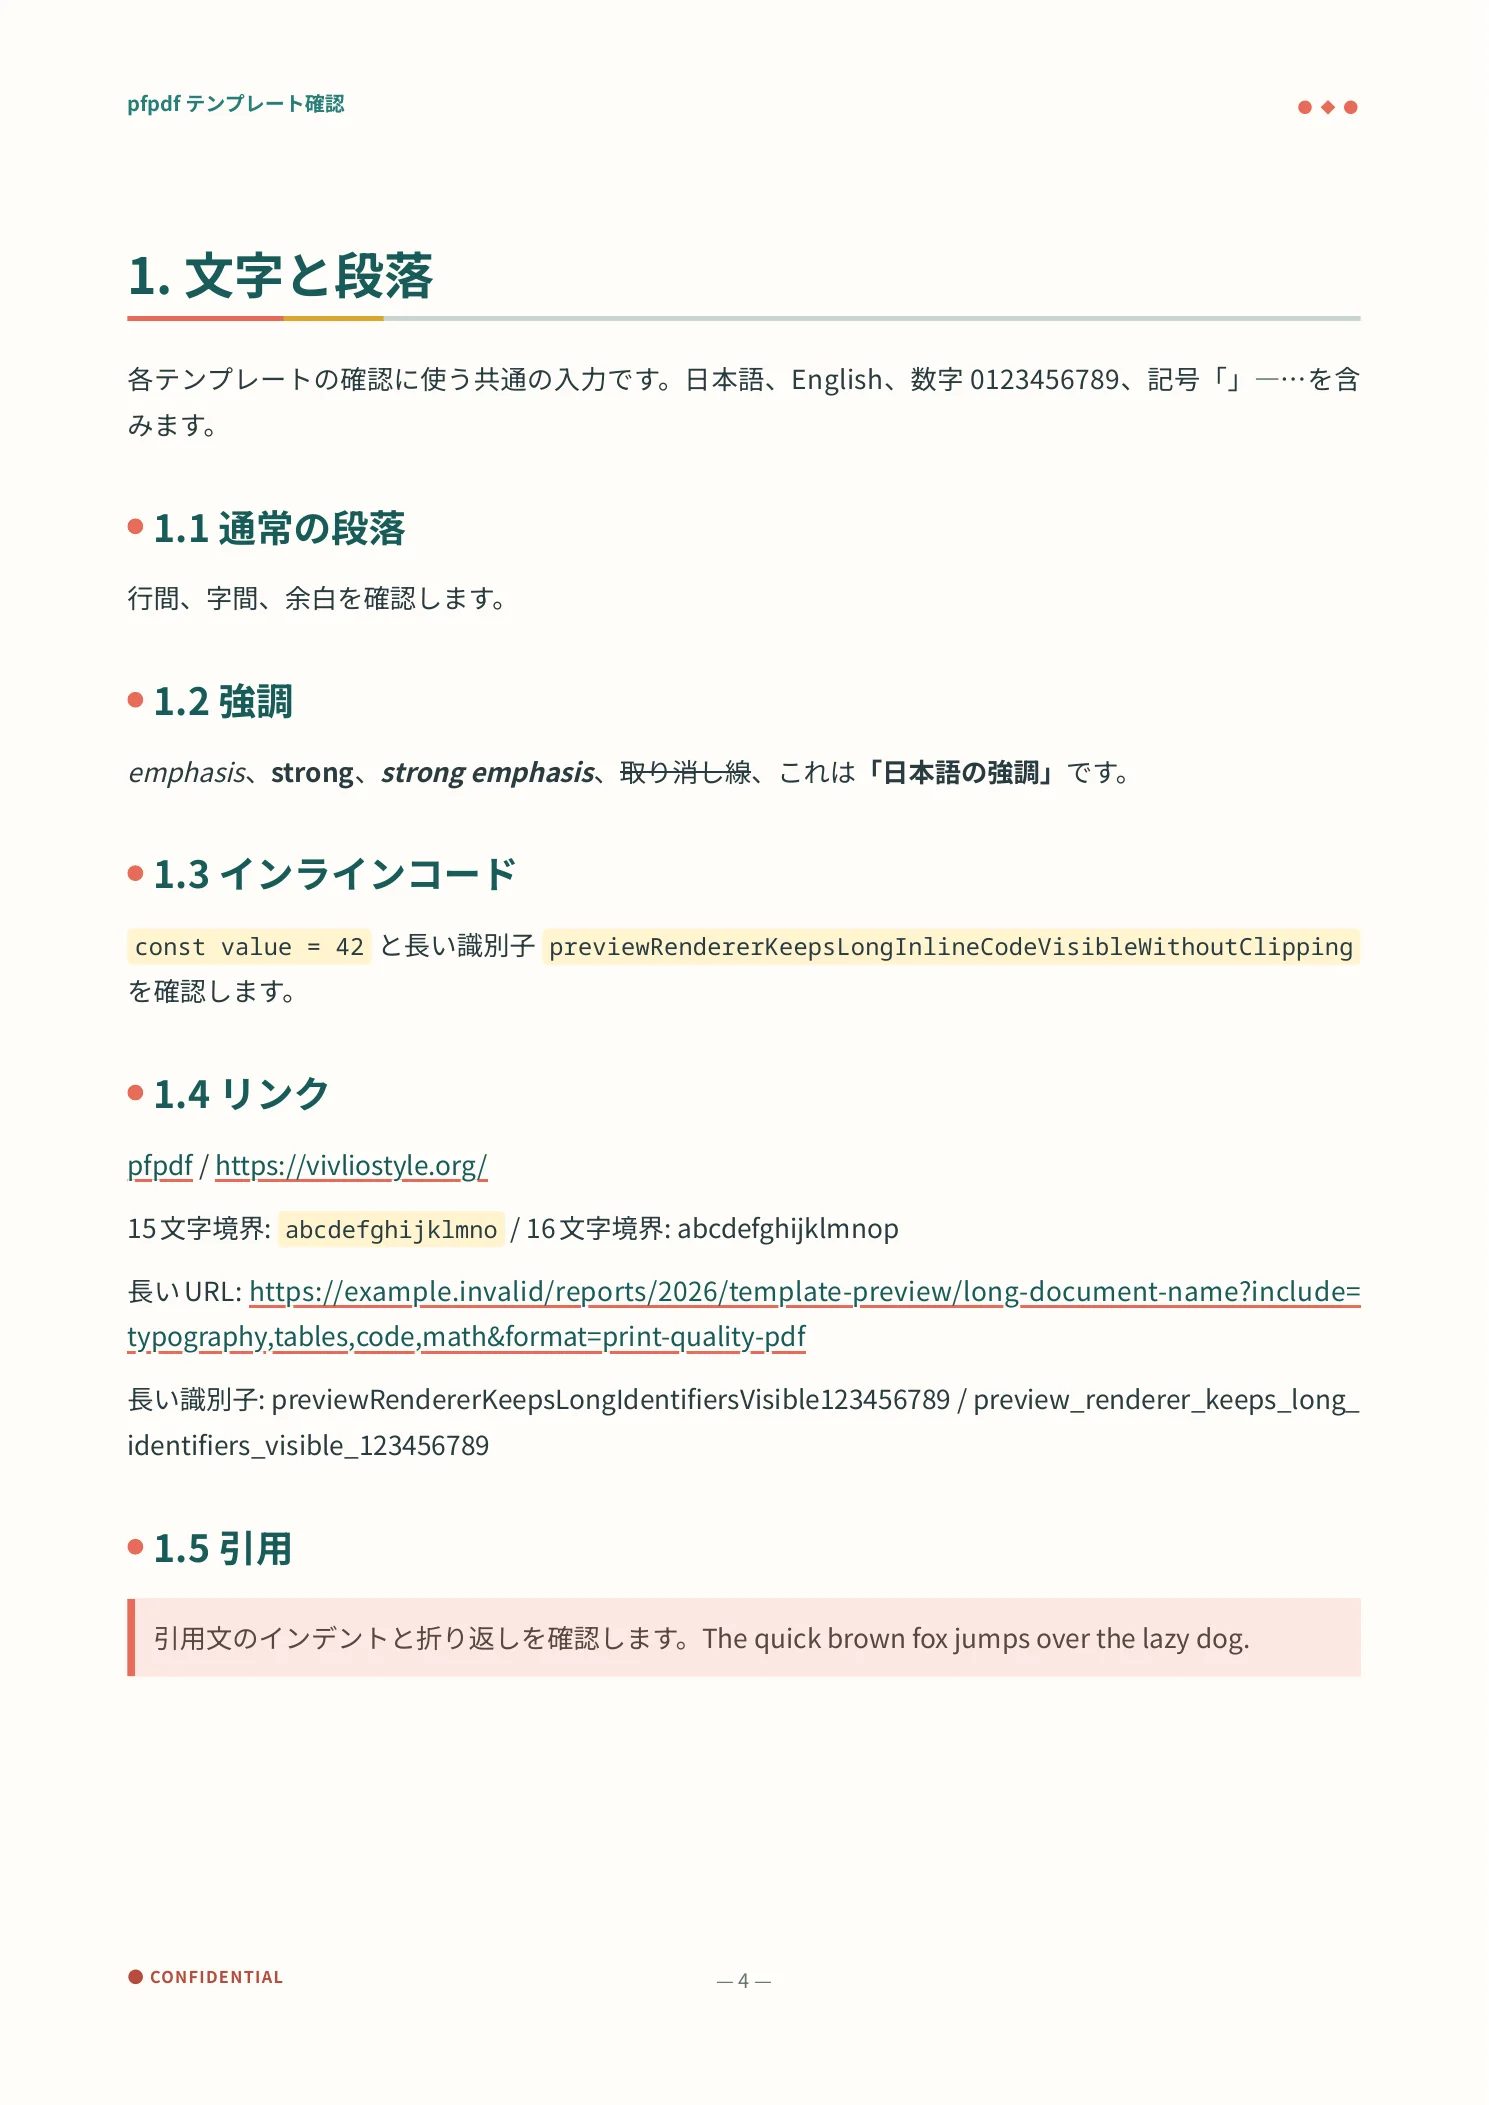 pfpdf テンプレート確認
1. 文字と段落
各テンプレートの確認に使う共通の入力です。日本語、English、数字 0123456789、記号「」—…を含
みます。
1.1 通常の段落
行間、字間、余白を確認します。
1.2 強調
emphasis、strong、strong emphasis、取り消し線、これは「日本語の強調」です。
1.3 インラインコード
const value = 42 と長い識別子 previewRendererKeepsLongInlineCodeVisibleWithoutClipping
を確認します。
1.4 リンク
pfpdf / https://vivliostyle.org/
15文字境界: abcdefghijklmno / 16文字境界: abcdefghijklmnop
長いURL: https://example.invalid/reports/2026/template-preview/long-document-name?include=
typography,tables,code,math&format=print-quality-pdf
長い識別子: previewRendererKeepsLongIdentifiersVisible123456789 / preview_renderer_keeps_long_
identifiers_visible_123456789
1.5 引用
引用文のインデントと折り返しを確認します。The quick brown fox jumps over the lazy dog.
CONFIDENTIAL
— 4 —